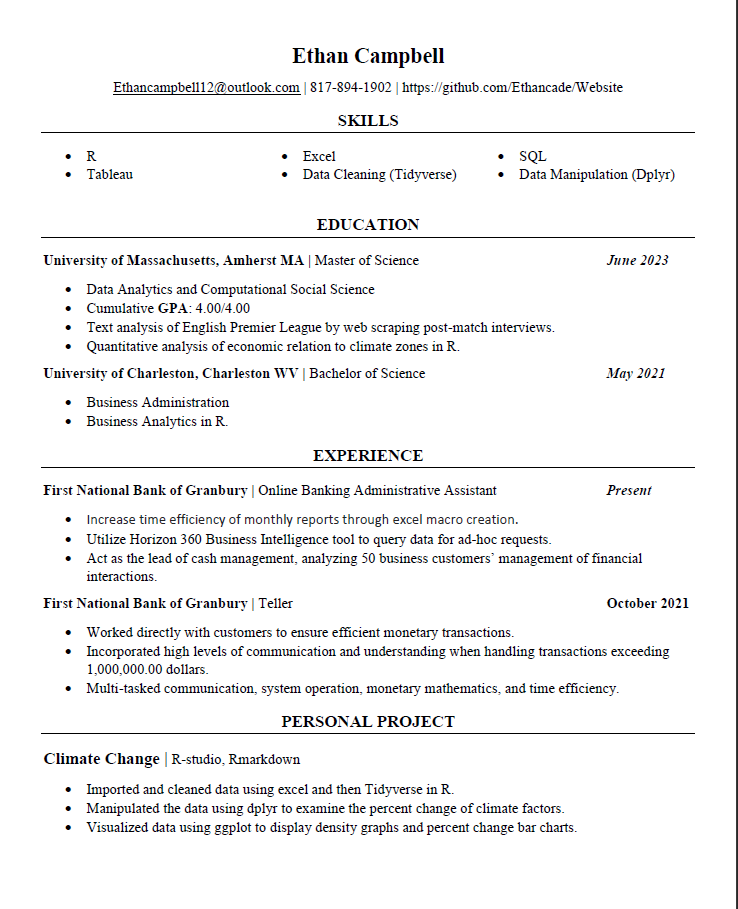 Ethan Campbell
Ethancampbell12@outlook.com | 817-894-1902 | https://github.com/Ethancade/Website
SKILLS
• R • Excel • SQL
• Tableau • Data Cleaning (Tidyverse) • Data Manipulation (Dplyr)
EDUCATION
University of Massachusetts, Amherst MA | Master of Science June 2023
• Data Analytics and Computational Social Science
• Cumulative GPA: 4.00/4.00
• Text analysis of English Premier League by web scraping post-match interviews.
• Quantitative analysis of economic relation to climate zones in R.
University of Charleston, Charleston WV | Bachelor of Science May 2021
• Business Administration
• Business Analytics in R.
EXPERIENCE
First National Bank of Granbury | Online Banking Administrative Assistant Present
• Increase time efficiency of monthly reports through excel macro creation.
• Utilize Horizon 360 Business Intelligence tool to query data for ad-hoc requests.
• Act as the lead of cash management, analyzing 50 business customers’ management of financial
interactions.
First National Bank of Granbury | Teller October 2021
• Worked directly with customers to ensure efficient monetary transactions.
• Incorporated high levels of communication and understanding when handling transactions exceeding
1,000,000.00 dollars.
• Multi-tasked communication, system operation, monetary mathematics, and time efficiency.
PERSONAL PROJECT
Climate Change | R-studio, Rmarkdown
• Imported and cleaned data using excel and then Tidyverse in R.
• Manipulated the data using dplyr to examine the percent change of climate factors.
• Visualized data using ggplot to display density graphs and percent change bar charts.